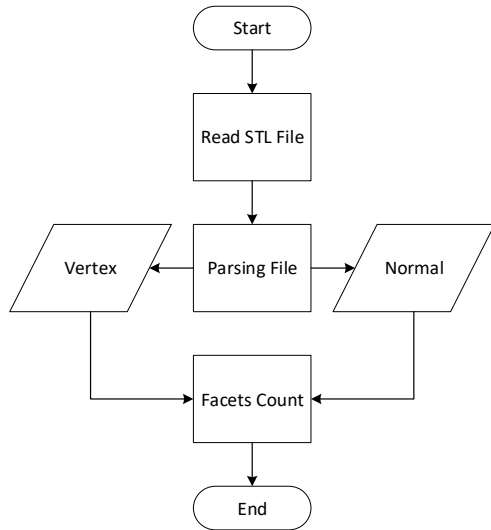 Start
Read STL File
Vertex
Parsing File
Normal
Facets Count
End